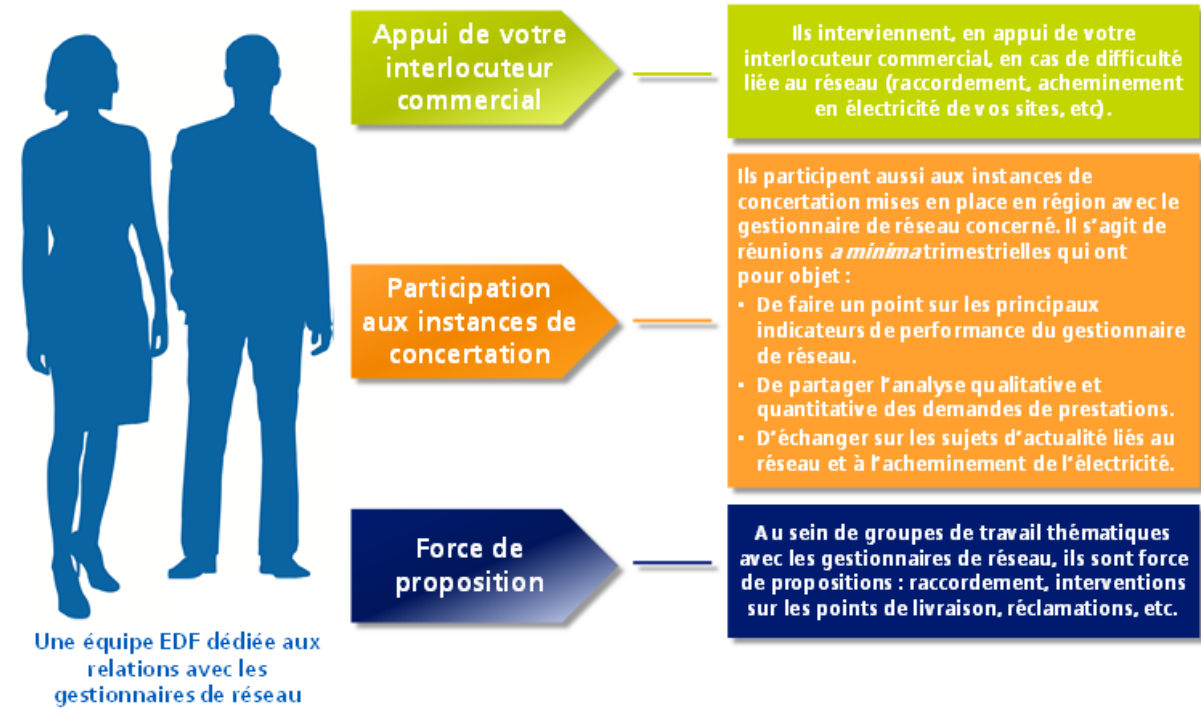 Appui de votre
interlocuteur
commercial
Ils interviennent, en appui de votre
interlocuteur commercial, en cas de difficulté
liée au réseau (raccordement, acheminement
en électricité de vos sites, etc).
Participation
aux instances de
concertation
Ils participent aussi aux instances de
concertation mises en place en région avec le
gestionnaire de réseau concerné. Il s'agit de
réunions a minima trimestrielles qui ont
pour objet :
▪ De faire un point sur les principaux
indicateurs de performance du gestionnaire
de réseau.
▪ De partager l'analyse qualitative et
quantitative des demandes de prestations.
▪ D'échanger sur les sujets d'actualité liés au
réseau et à l'acheminement de l'électricité.
Force de
proposition
Au sein de groupes de travail thématiques
avec les gestionnaires de réseau, ils sont force
de propositions : raccordement, interventions
sur les points de livraison, réclamations, etc.
Une équipe EDF dédiée aux
relations avec les
gestionnaires de réseau